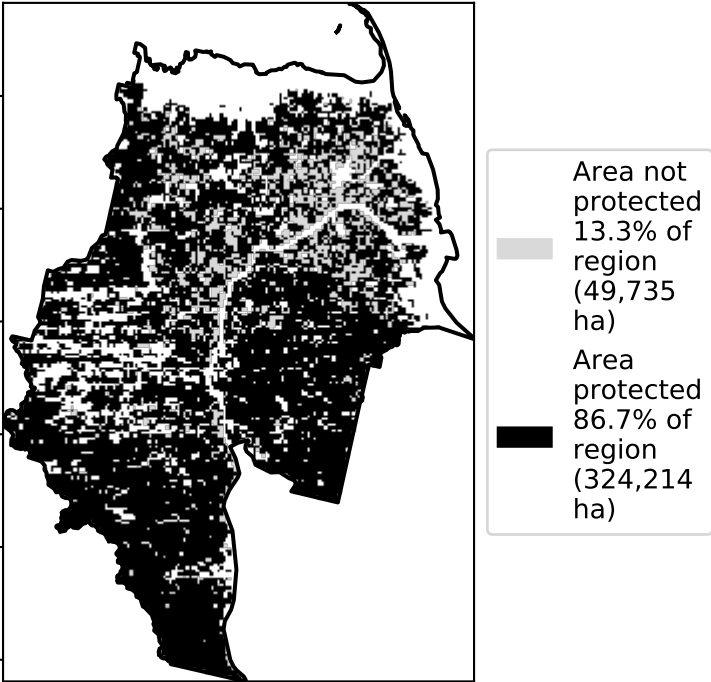 Area not
protected
13.3% of
region
(49,735
ha)
Area
protected
86.7% of
region
(324,214
ha)